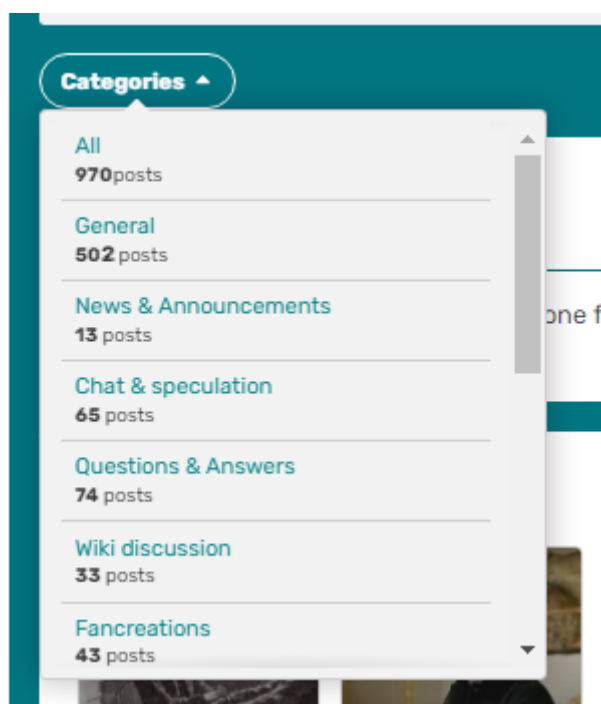 Categories
All
970posts
General
502 posts
News & Announcements
13 posts
one f
Chat & speculation
65 posts
Questions & Answers
74 posts
Wiki discussion
33 posts
Fancreations
43 posts